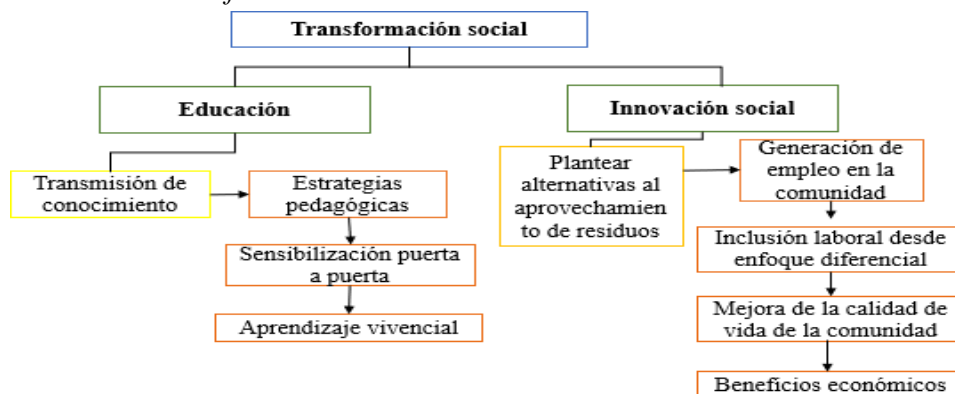 Transformación social
Educación
Innovación social
Transmisión de
conocimiento
Estrategias
pedagógicas
Sensibilización puerta
a puerta
Aprendizaje vivencial
Plantear
alternativas al
aprovechamien
to de residuos
Generación de
empleo en la
comunidad
Inclusión laboral desde
enfoque diferencial
Mejora de la calidad de
vida de la comunidad
Beneficios económicos